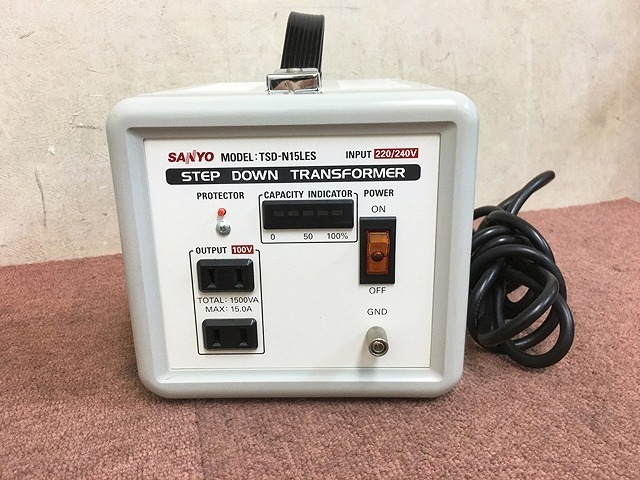 SANYO MODEL:TSD-N15LES INPUT 220/240V
STEP DOWN TRANSFORMER
PROTECTOR
CAPACITY INDICATOR
POWER
ON
0 50 100%
OUTPUT 100V
OFF
TOTAL: 1500VA
MAX: 15.0A
GND